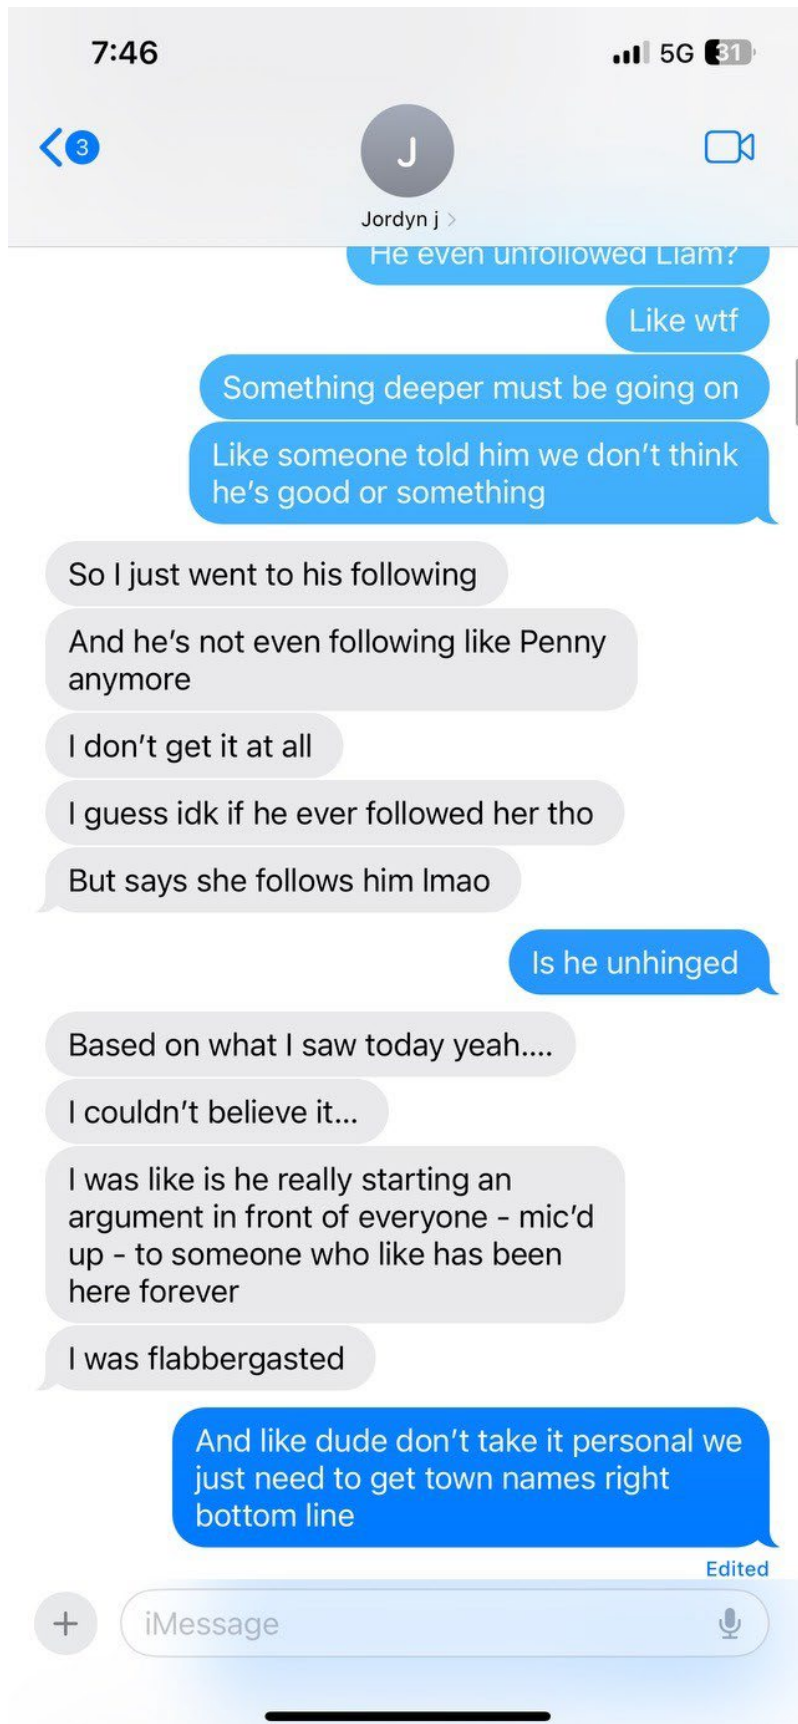 7:46
5G 31
3
J
Jordyn j
He even unfollowed Liam?
Like wtf
Something deeper must be going on
Like someone told him we don’t think
he’s good or something
So I just went to his following
And he’s not even following like Penny
anymore
I don’t get it at all
I guess idk if he ever followed her tho
But says she follows him lmao
Is he unhinged
Based on what I saw today yeah....
I couldn’t believe it...
I was like is he really starting an
argument in front of everyone - mic’d
up - to someone who like has been
here forever
I was flabbergasted
And like dude don’t take it personal we
just need to get town names right
bottom line
Edited
iMessage